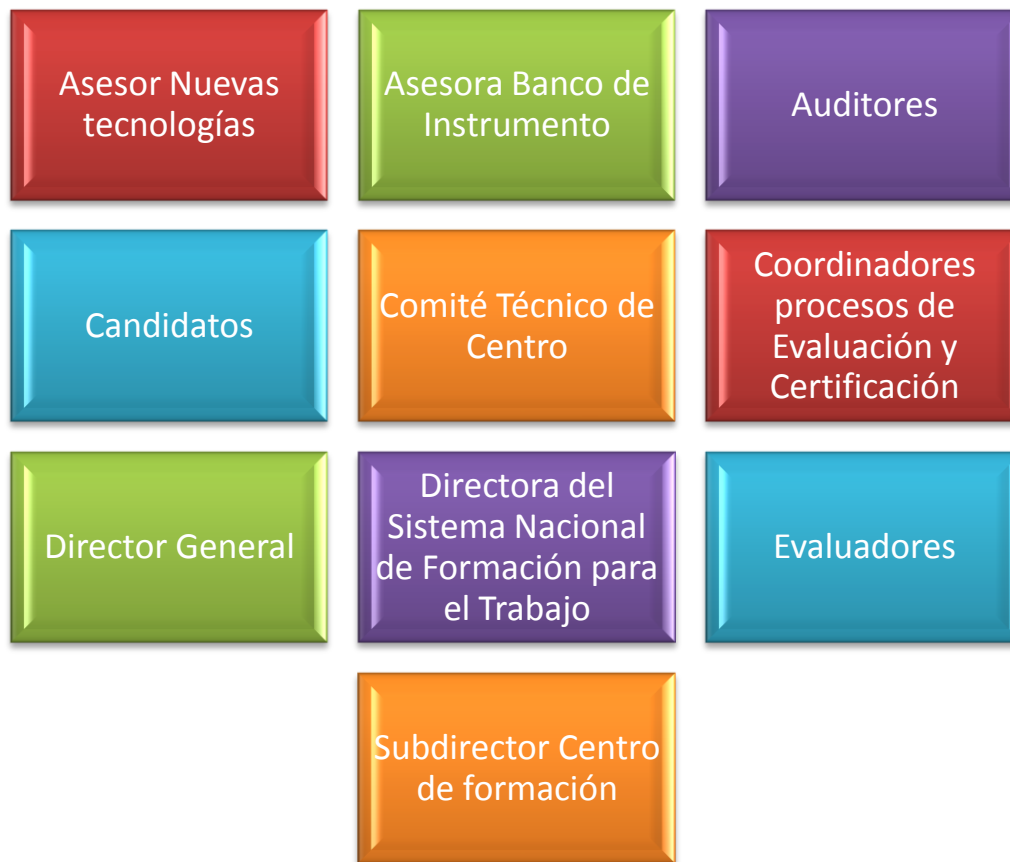 Asesor Nuevas
tecnologías
Asesora Banco de
Instrumento
Auditores
Candidatos
Comité Técnico de
Centro
Coordinadores
procesos de
Evaluación y
Certificación
Director General
Directora del
Sistema Nacional
de Formación para
el Trabajo
Evaluadores
Subdirector Centro
de formación